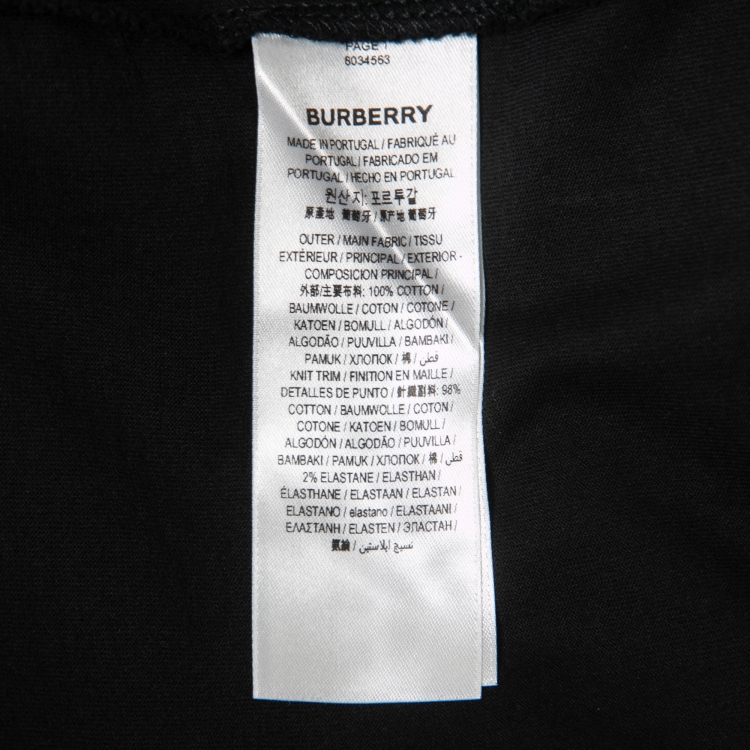 PAGE 1
6034563
BURBERRY
MADE IN PORTUGAL / FABRIQUÉ AU
PORTUGAL / FABRICADO EM
PORTUGAL / HECHO EN PORTUGAL
원산지: 포르투갈
原產地 葡萄牙 / 原产地 葡萄牙
OUTER / MAIN FABRIC / TISSU
EXTÉRIEUR / PRINCIPAL / EXTERIOR -
COMPOSICION PRINCIPAL /
外部/主要布料: 100% COTTON /
BAUMWOLLE / COTON / COTONE /
KATOEN / BOMULL / ALGODÓN /
ALGODÃO / PUUVILLA / BAMBAKI /
PAMUK / ХЛОПОК / 棉 / قطن /
KNIT TRIM / FINITION EN MAILLE /
DETALLES DE PUNTO / 針織副料: 98%
COTTON / BAUMWOLLE / COTON /
COTONE / KATOEN / BOMULL /
ALGODÓN / ALGODÃO / PUUVILLA /
BAMBAKI / PAMUK / ХЛОПОК / 棉 / قطن /
2% ELASTANE / ELASTHAN /
ÉLASTHANE / ELASTAAN / ELASTAN /
ELASTANO / elastano / ELASTAANI /
ΕΛΑΣΤΑΝΗ / ELASTEN / ЭЛАСТАН /
氨綸 / نسيج ايلاستين